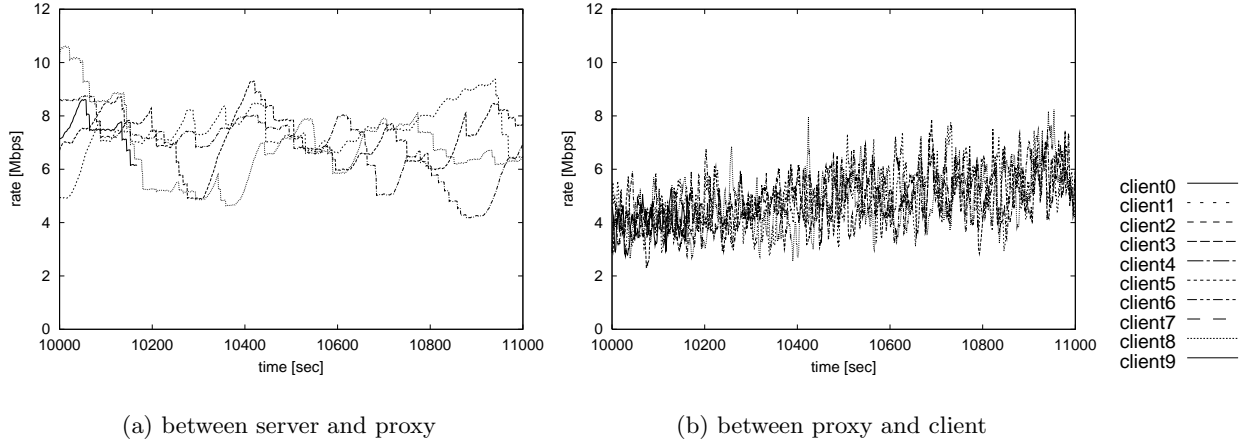 12
10
8
6
4
2
0
rate [Mbps]
10000 10200 10400 10600 10800 11000
time [sec]
(a) between server and proxy
12
10
8
6
4
2
0
rate [Mbps]
10000 10200 10400 10600 10800 11000
time [sec]
(b) between proxy and client
client0
client1
client2
client3
client4
client5
client6
client7
client8
client9